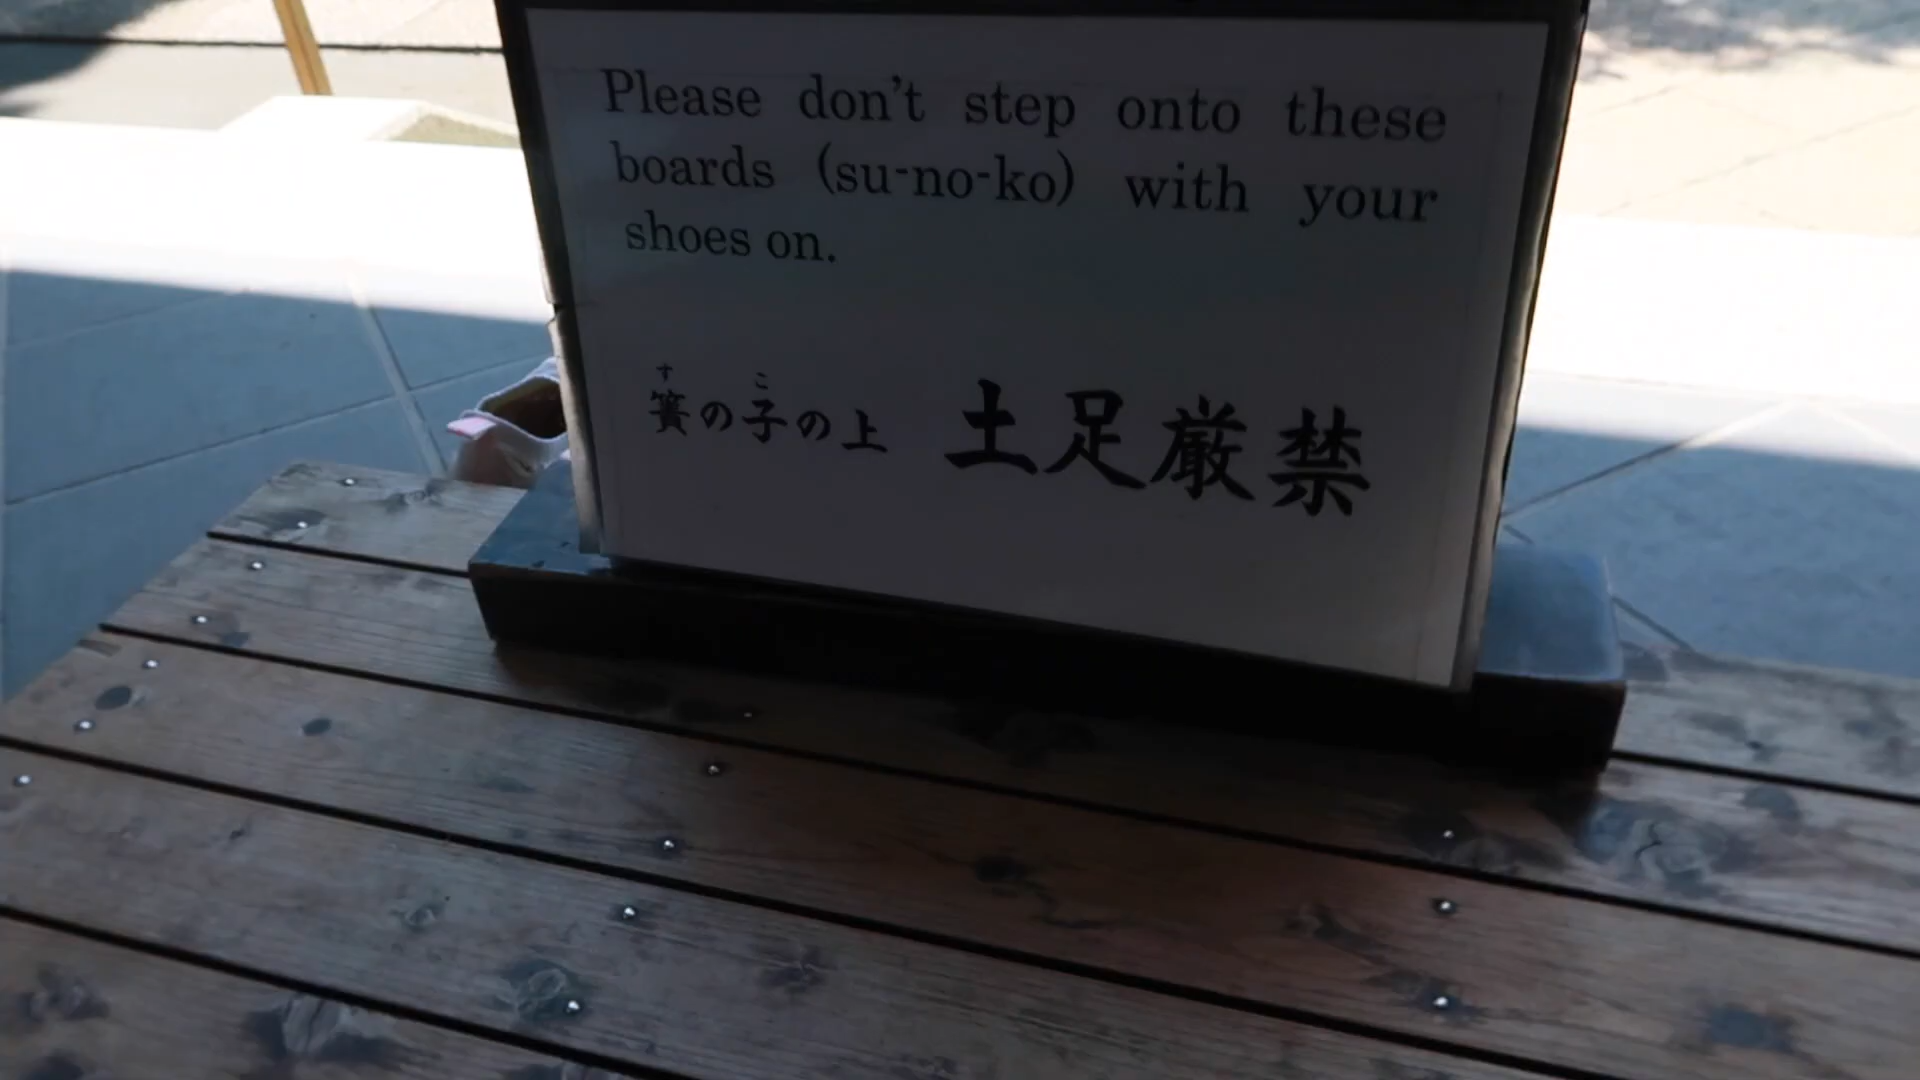 Please don't step onto these
boards (su-no-ko) with your
shoes on.
す こ
簀の子の上 土足厳禁